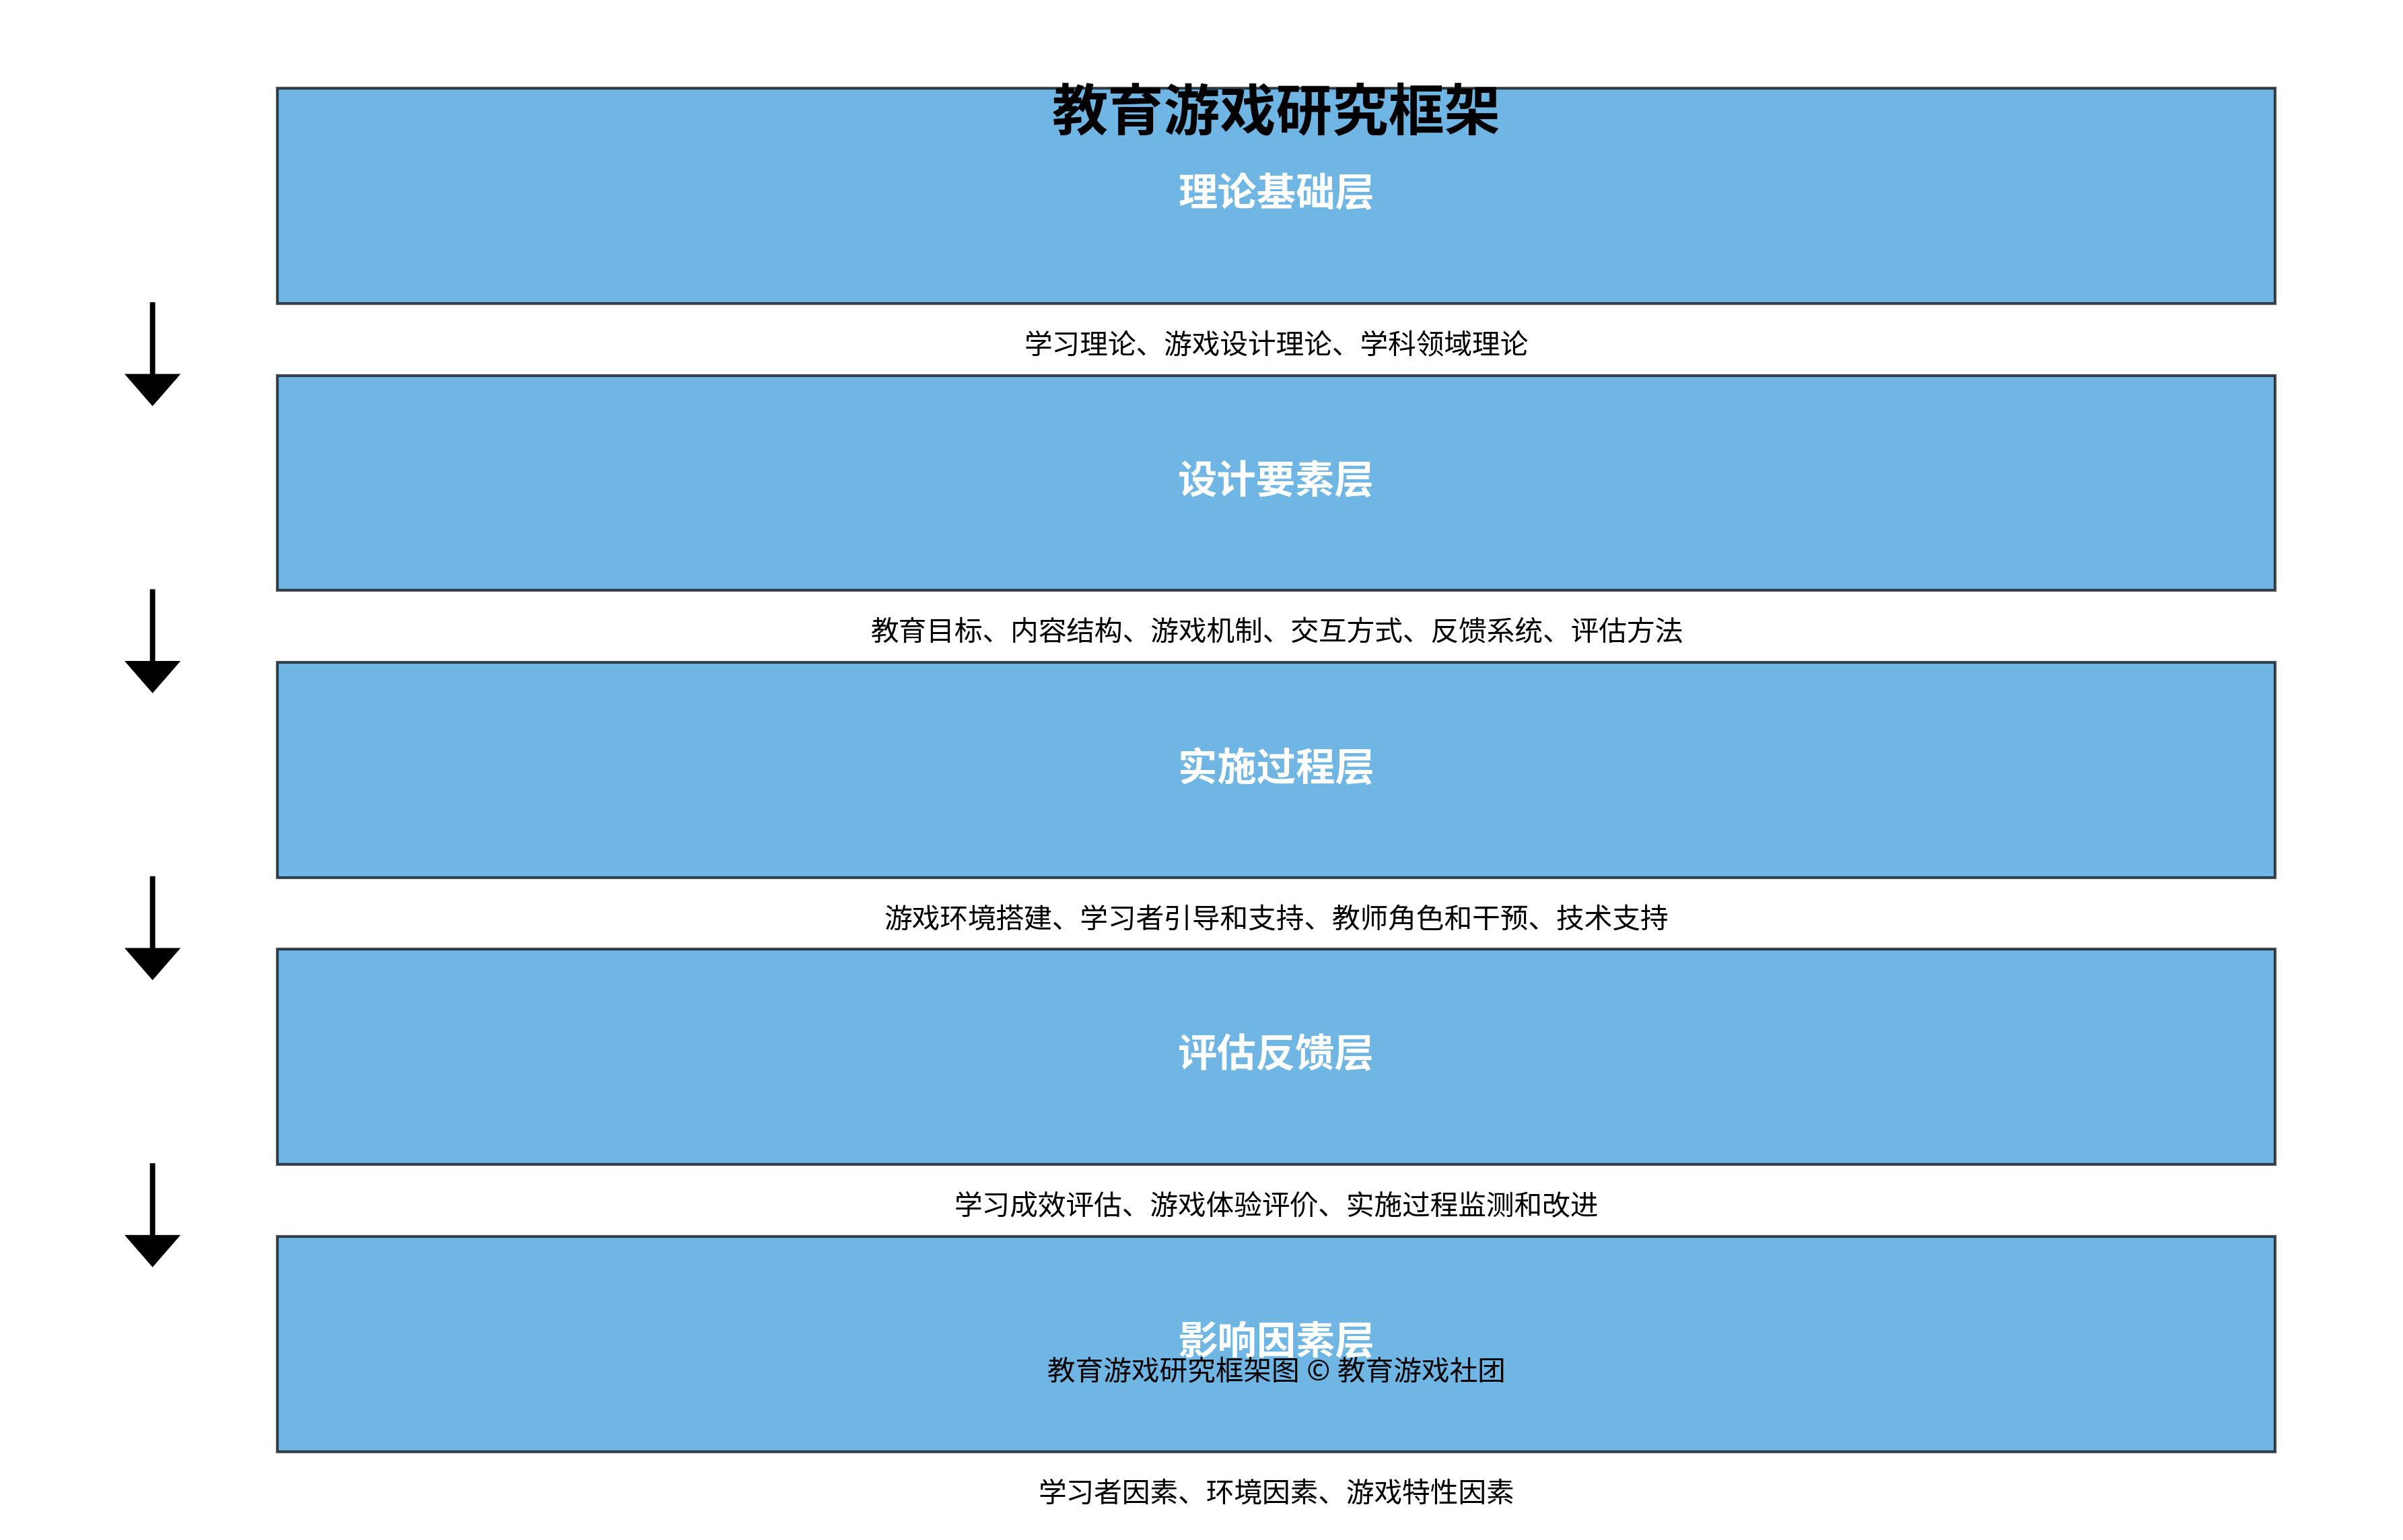 教育游戏研究框架
理论基础层
学习理论、游戏设计理论、学科领域理论
设计要素层
教育目标、内容结构、游戏机制、交互方式、反馈系统、评估方法
实施过程层
游戏环境搭建、学习者引导和支持、教师角色和干预、技术支持
评估反馈层
学习成效评估、游戏体验评价、实施过程监测和改进
影响因素层
教育游戏研究框架图 © 教育游戏社团
学习者因素、环境因素、游戏特性因素